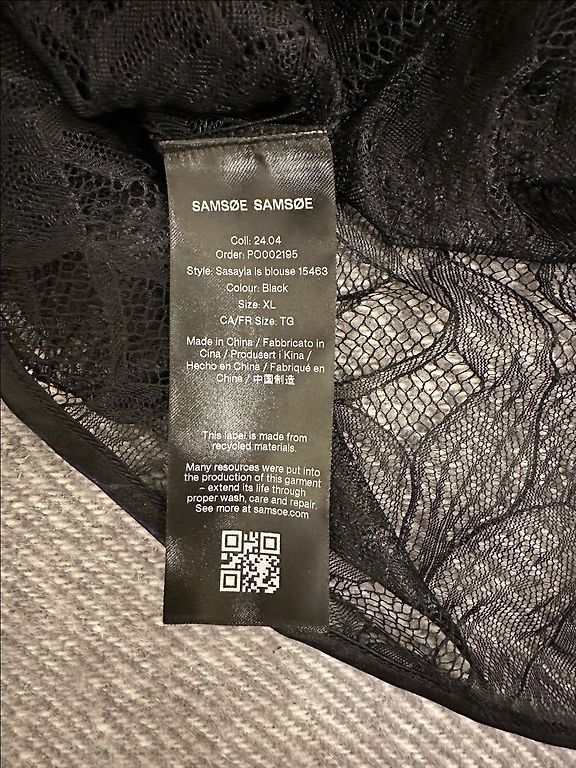 SAMSØE SAMSØE
Coll: 24.04
Order: PO002195
Style: Sasayla ls blouse 15463
Colour: Black
Size: XL
CA/FR Size: TG
Made in China / Fabbricato in
Cina / Produsert i Kina /
Hecho en China / Fabriqué en
China / 中国制造
This label is made from
recycled materials.
Many resources were put into
the production of this garment
– extend its life through
proper wash, care and repair.
See more at samsoe.com